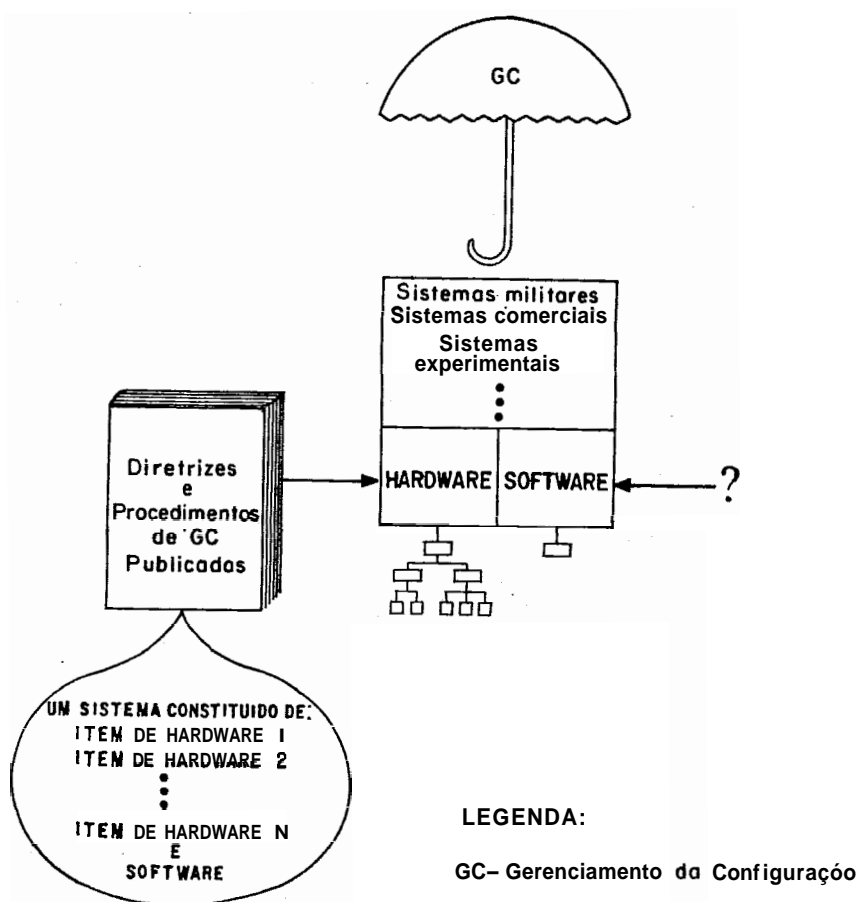 GC
Sistemas militares
Sistemas comerciais
Sistemas
experimentais
HARDWARE
SOFTWARE
?
Diretrizes
e
Procedimentos
de GC
Publicadas
UM SISTEMA CONSTITUIDO DE:
ITEM DE HARDWARE 1
ITEM DE HARDWARE 2
ITEM DE HARDWARE N
E
SOFTWARE
LEGENDA:
GC– Gerenciamento da Configuraçóo